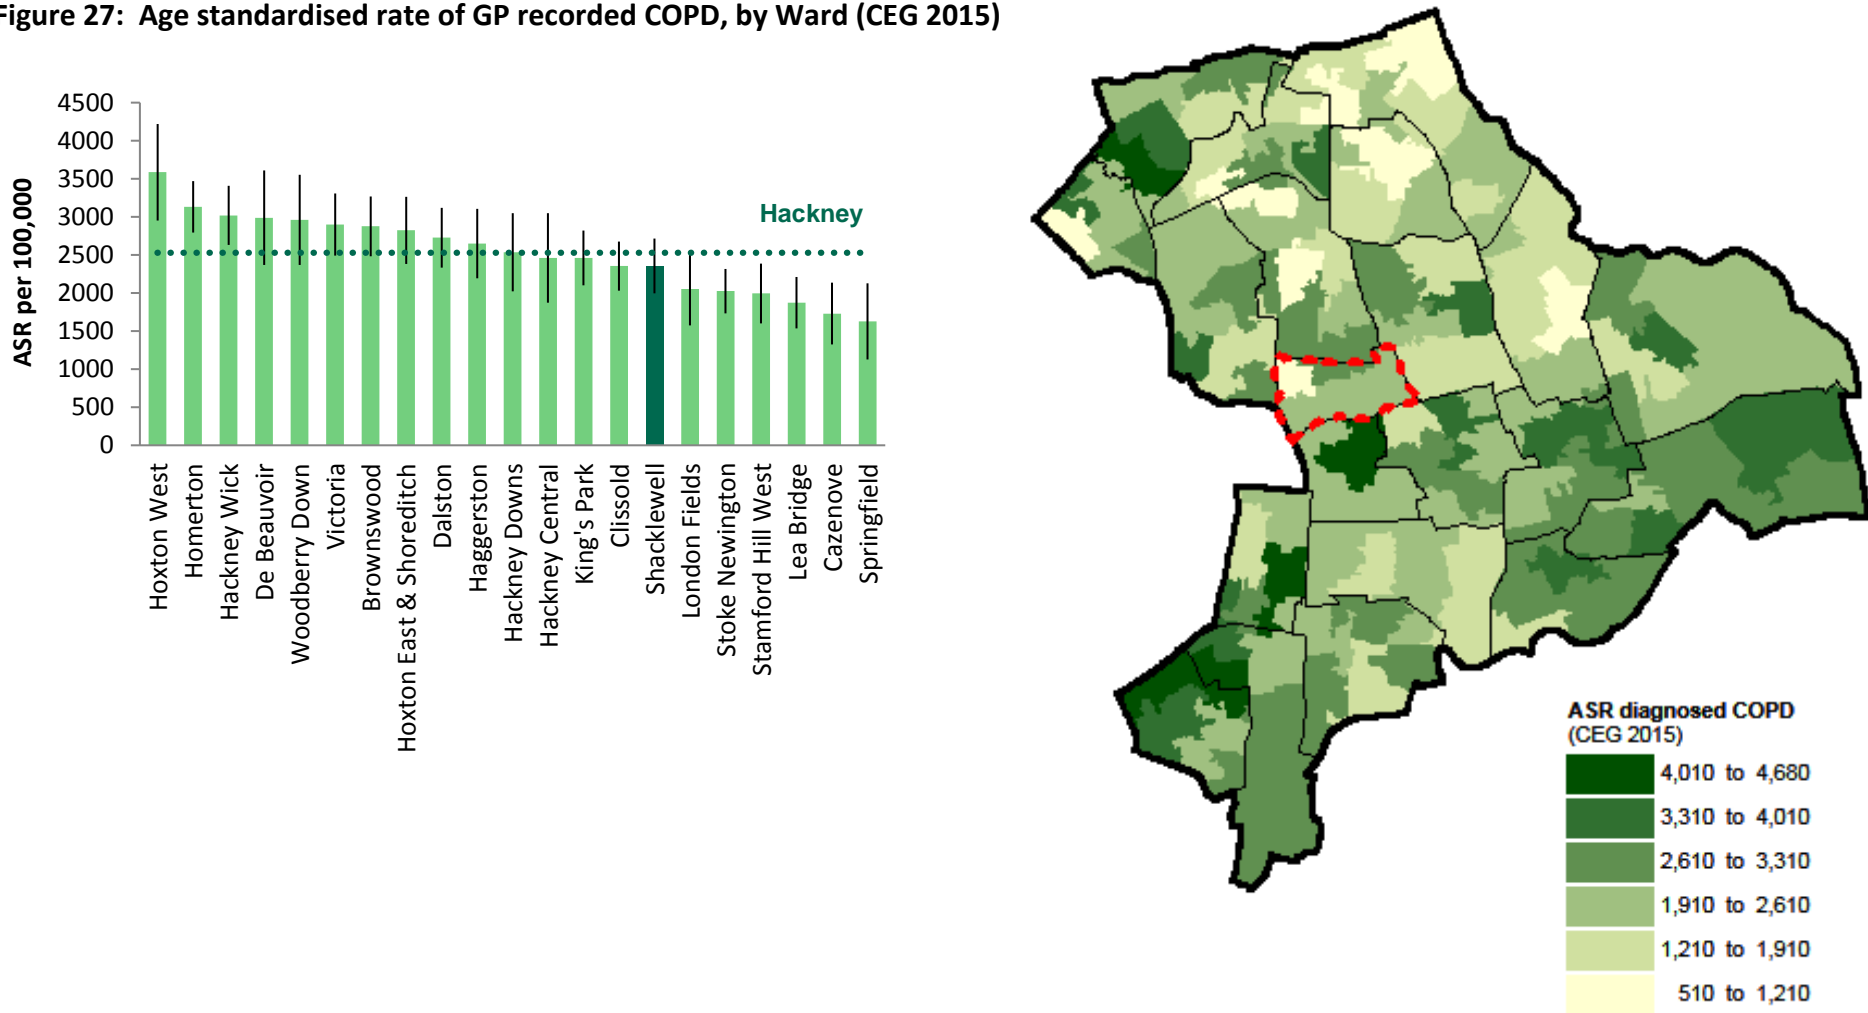 Figure 27: Age standardised rate of GP recorded COPD, by Ward (CEG 2015)
ASR per 100,000
4500
4000
3500
3000
2500
2000
1500
1000
500
0
Hackney
Hoxton West
Homerton
Hackney Wick
De Beauvoir
Woodberry Down
Victoria
Brownswood
Hoxton East & Shoreditch
Dalston
Haggerston
Hackney Downs
Hackney Central
King's Park
Clissold
Shacklewell
London Fields
Stoke Newington
Stamford Hill West
Lea Bridge
Cazenove
Springfield
ASR diagnosed COPD
(CEG 2015)
4,010 to 4,680
3,310 to 4,010
2,610 to 3,310
1,910 to 2,610
1,210 to 1,910
510 to 1,210